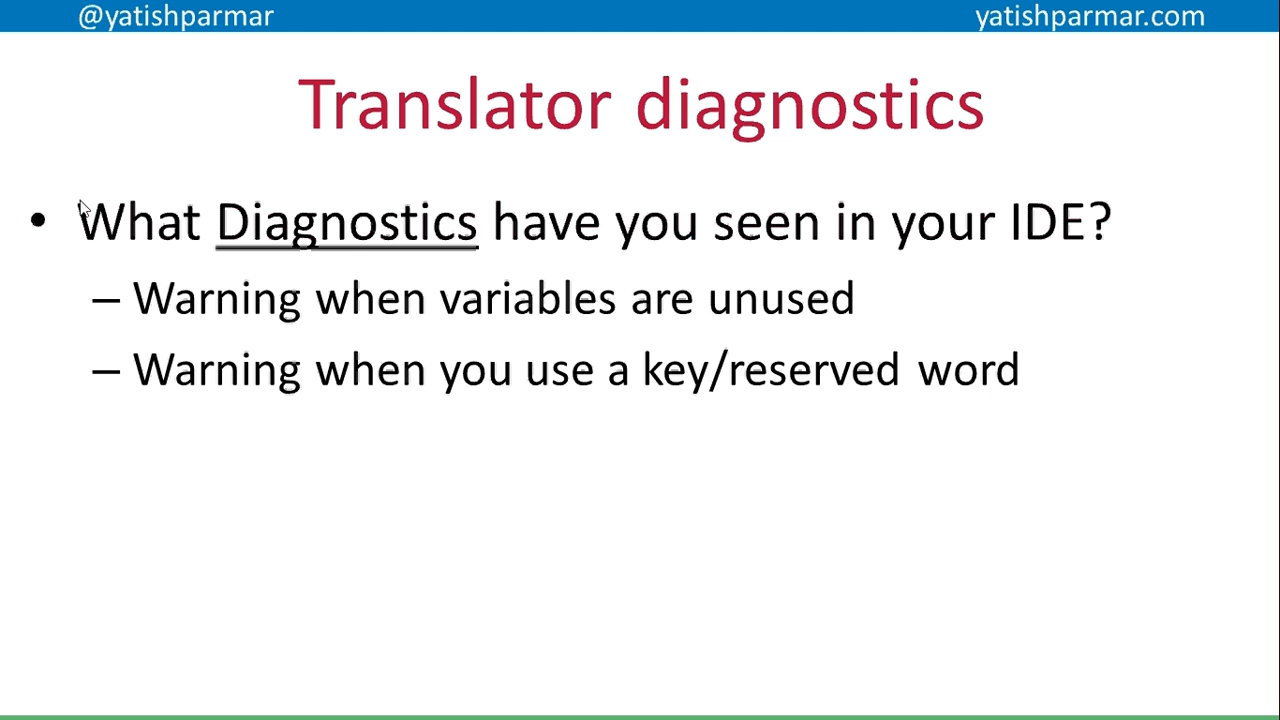 @yatishparmar
yatishparmar.com
Translator diagnostics
• What Diagnostics have you seen in your IDE?
– Warning when variables are unused
– Warning when you use a key/reserved word